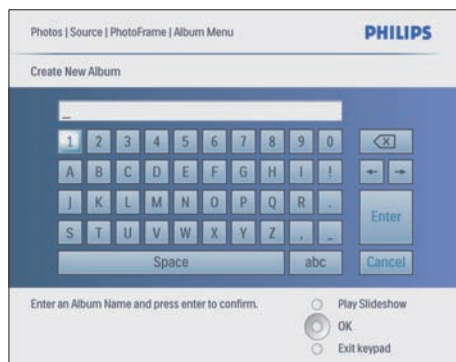 Photos | Source | PhotoFrame | Album Menu PHILIPS
Create New Album
_
1 2 3 4 5 6 7 8 9 0
A B C D E F G H I !
J K L M N O P Q R .
Enter
S T U V W X Y Z , _
Space abc Cancel
Enter an Album Name and press enter to confirm. Play Slideshow
OK
Exit keypad